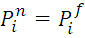 $P_i^n = P_i^f$